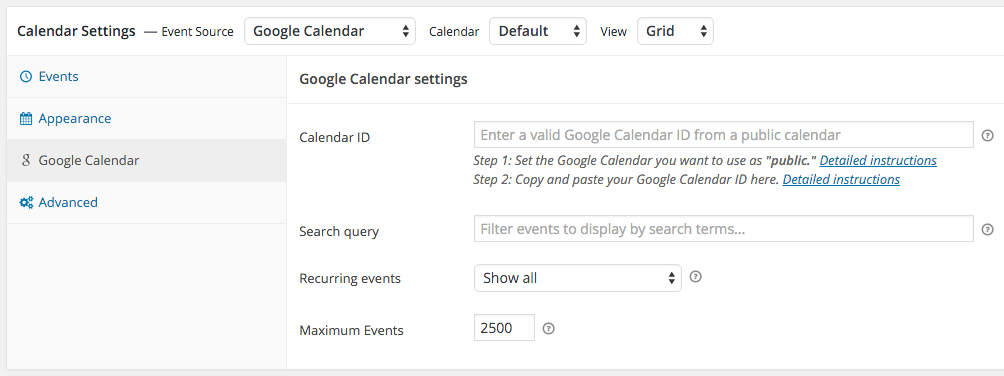 Calendar Settings — Event Source Google Calendar Calendar Default View Grid
Events
Appearance
Google Calendar
Advanced
Google Calendar settings
Calendar ID Enter a valid Google Calendar ID from a public calendar
Step 1: Set the Google Calendar you want to use as "public." Detailed instructions
Step 2: Copy and paste your Google Calendar ID here. Detailed instructions
Search query Filter events to display by search terms...
Recurring events Show all
Maximum Events 2500